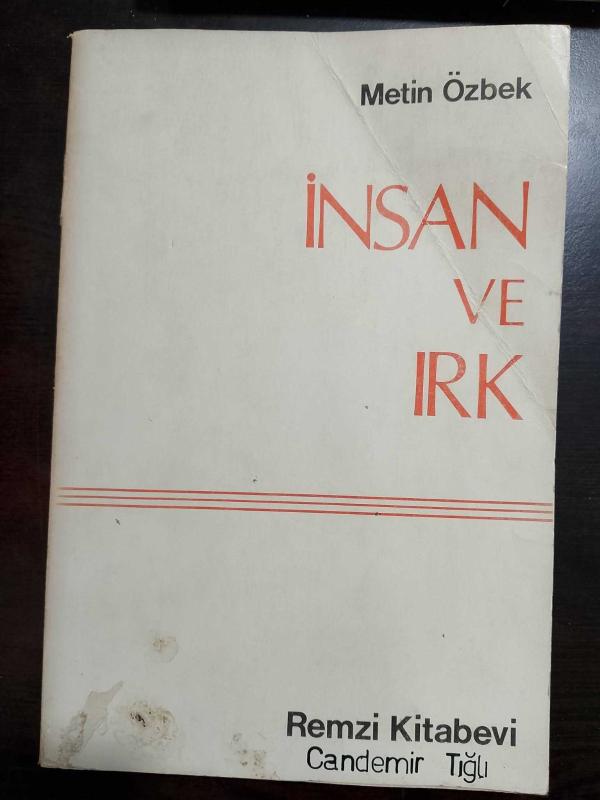 Metin Özbek
İNSAN
VE
IRK
Remzi Kitabevi
Candemir Tığlı